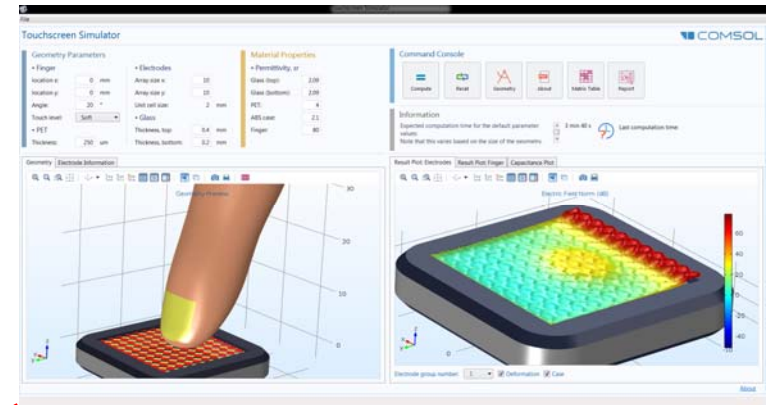 Touchscreen Simulator
File
Touchscreen Simulator
COMSOL
Geometry Parameters
• Finger
location x: 0 mm
location y: 0 mm
Angle: 20 °
Touch level: Soft
• PET
Thickness: 250 um
• Electrodes
Array size x: 10
Array size y: 10
Unit cell size: 2 mm
• Glass
Thickness, top: 0.4 mm
Thickness, bottom: 0.2 mm
Material Properties
• Permittivity, εr
Glass (top): 2.09
Glass (bottom): 2.09
PET: 4
ABS case: 2.1
Finger: 80
Command Console
Compute
Reset
Geometry
About
Matrix Table
Report
Information
Expected computation time for the default parameter
values
Note that this varies based on the size of the geometry
3 min 40 s
Last computation time:
Geometry
Electrode Information
Geometry Preview
30
20
10
0
z
y
x
Result Plot: Electrodes
Result Plot: Finger
Capacitance Plot
Electric Field Norm (dB)
60
40
20
0
-20
-40
0
z
y
x
Electrode group number: 1
Deformation
Case
About